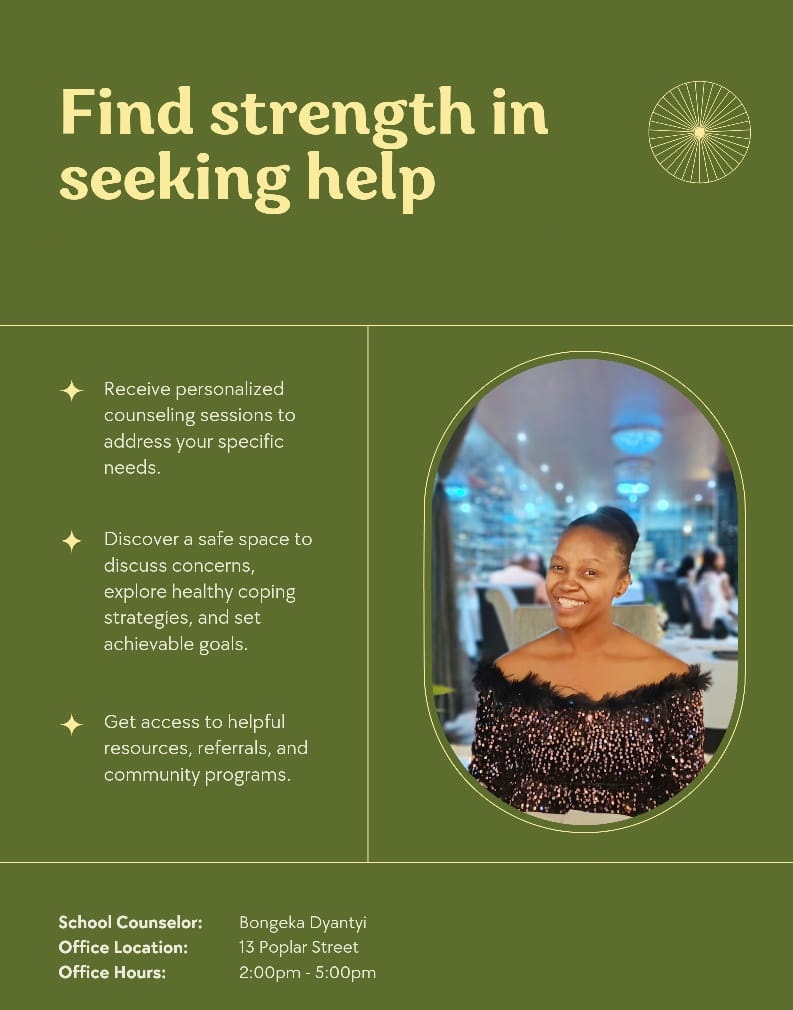 Find strength in
seeking help
Receive personalized
counseling sessions to
address your specific
needs.
Discover a safe space to
discuss concerns,
explore healthy coping
strategies, and set
achievable goals.
Get access to helpful
resources, referrals, and
community programs.
School Counselor: Bongeka Dyantyi
Office Location: 13 Poplar Street
Office Hours: 2:00pm - 5:00pm